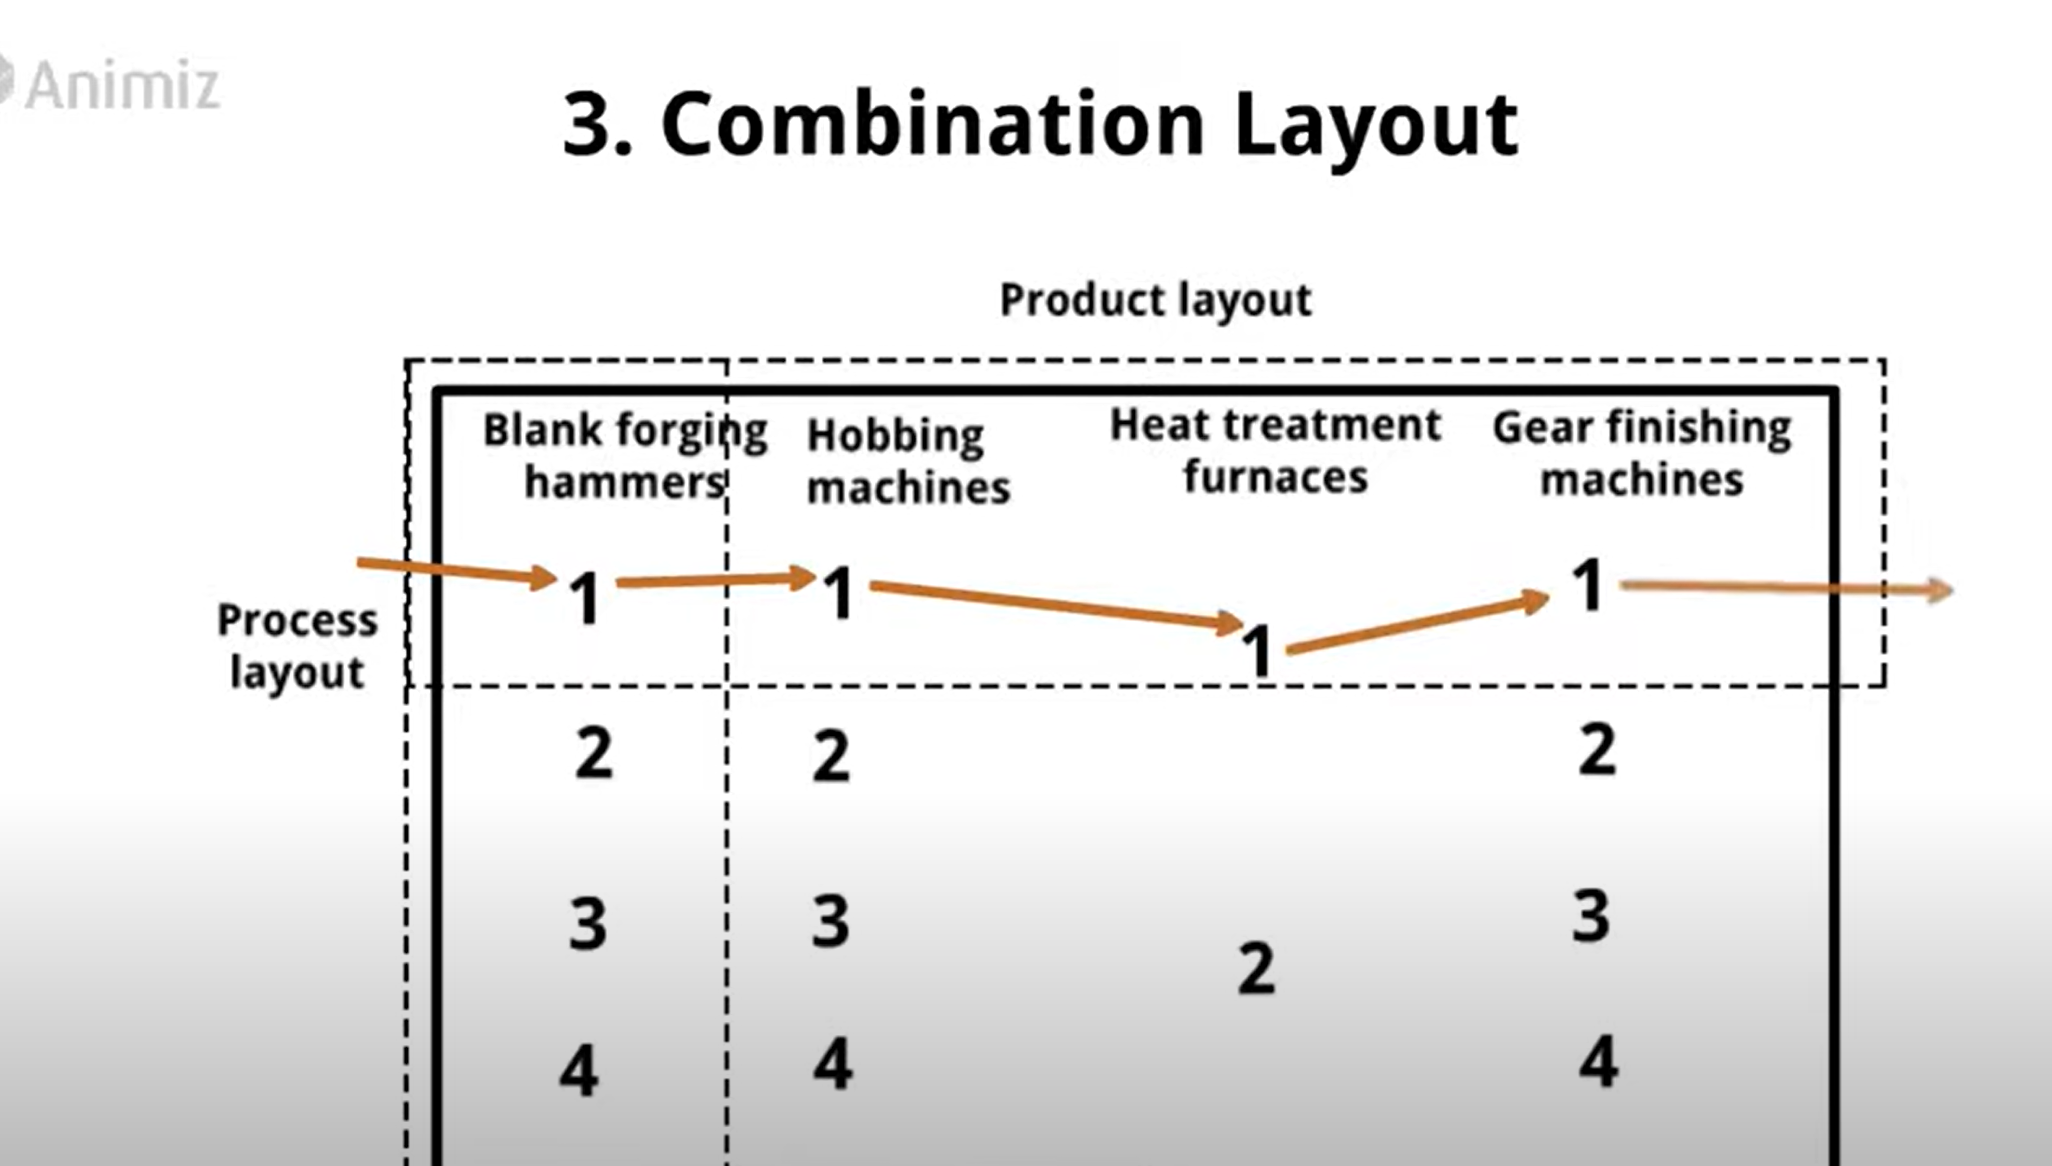 Animiz
3. Combination Layout
Product layout
Blank forging
hammers
Hobbing
machines
Heat treatment
furnaces
Gear finishing
machines
Process
layout
1 1 1 1
2 2 2
3 3 3
2
4 4 4